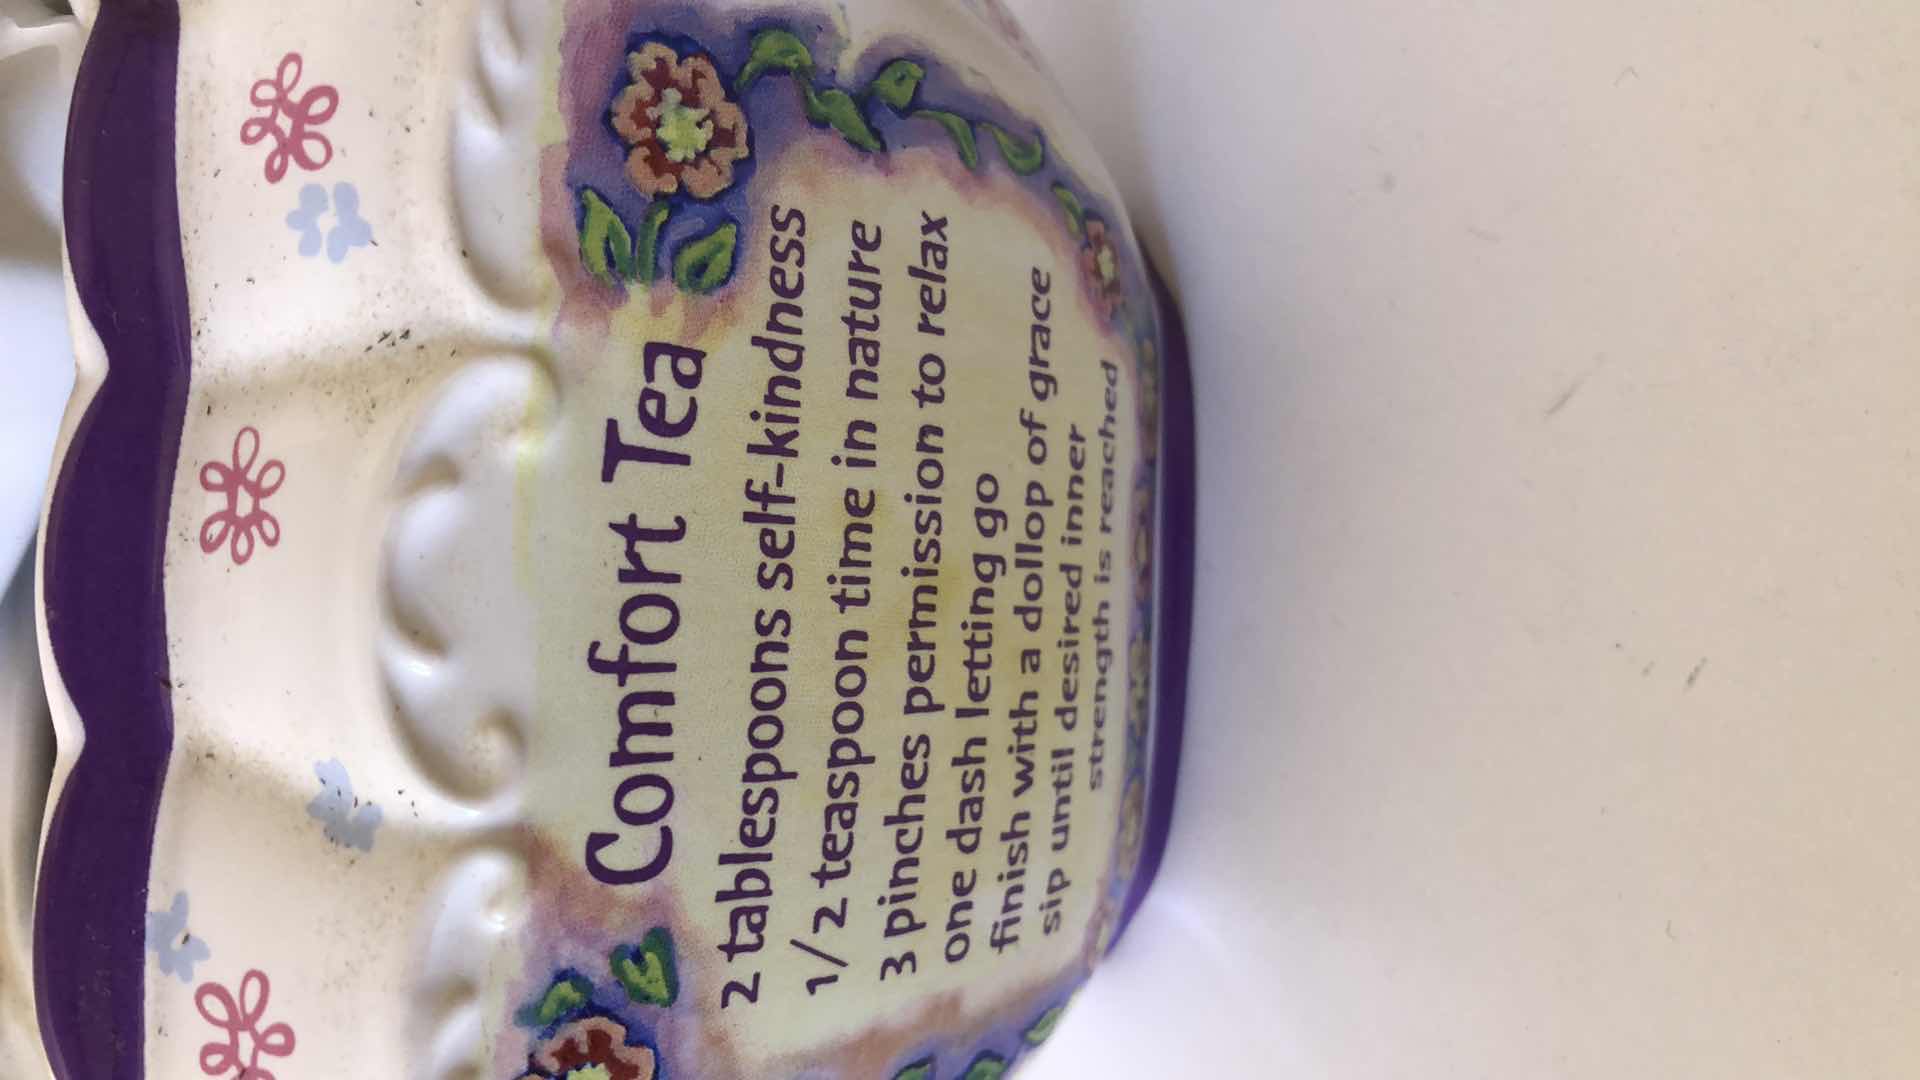 Comfort Tea
2 tablespoons self-kindness
1/2 teaspoon time in nature
3 pinches permission to relax
one dash letting go
finish with a dollop of grace
sip until desired inner
strength is reached